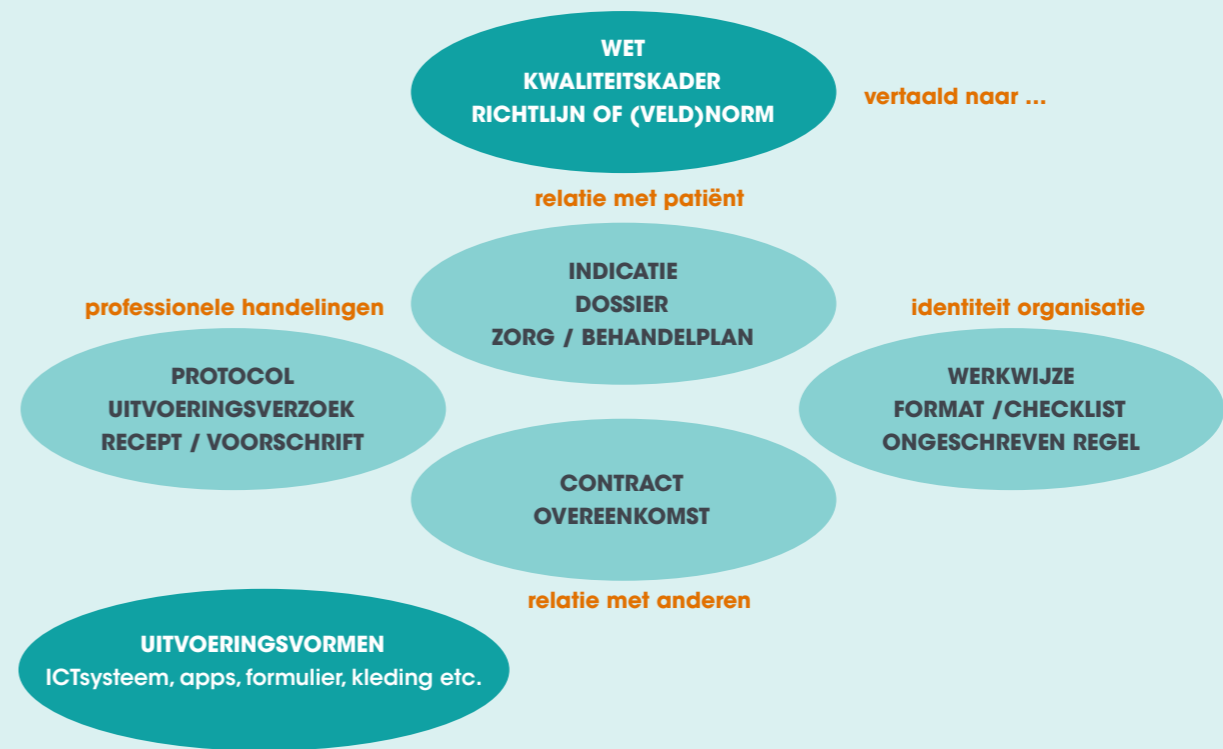 WET
KWALITEITSKADER
RICHTLIJN OF (VELD)NORM
vertaald naar ...
relatie met patiënt
INDICATIE
DOSSIER
ZORG / BEHANDELPLAN
professionele handelingen
PROTOCOL
UITVOERINGSVERZOEK
RECEPT / VOORSCHRIFT
identiteit organisatie
WERKWIJZE
FORMAT /CHECKLIST
ONGESCHREVEN REGEL
CONTRACT
OVEREENKOMST
relatie met anderen
UITVOERINGSVORMEN
ICTsysteem, apps, formulier, kleding etc.